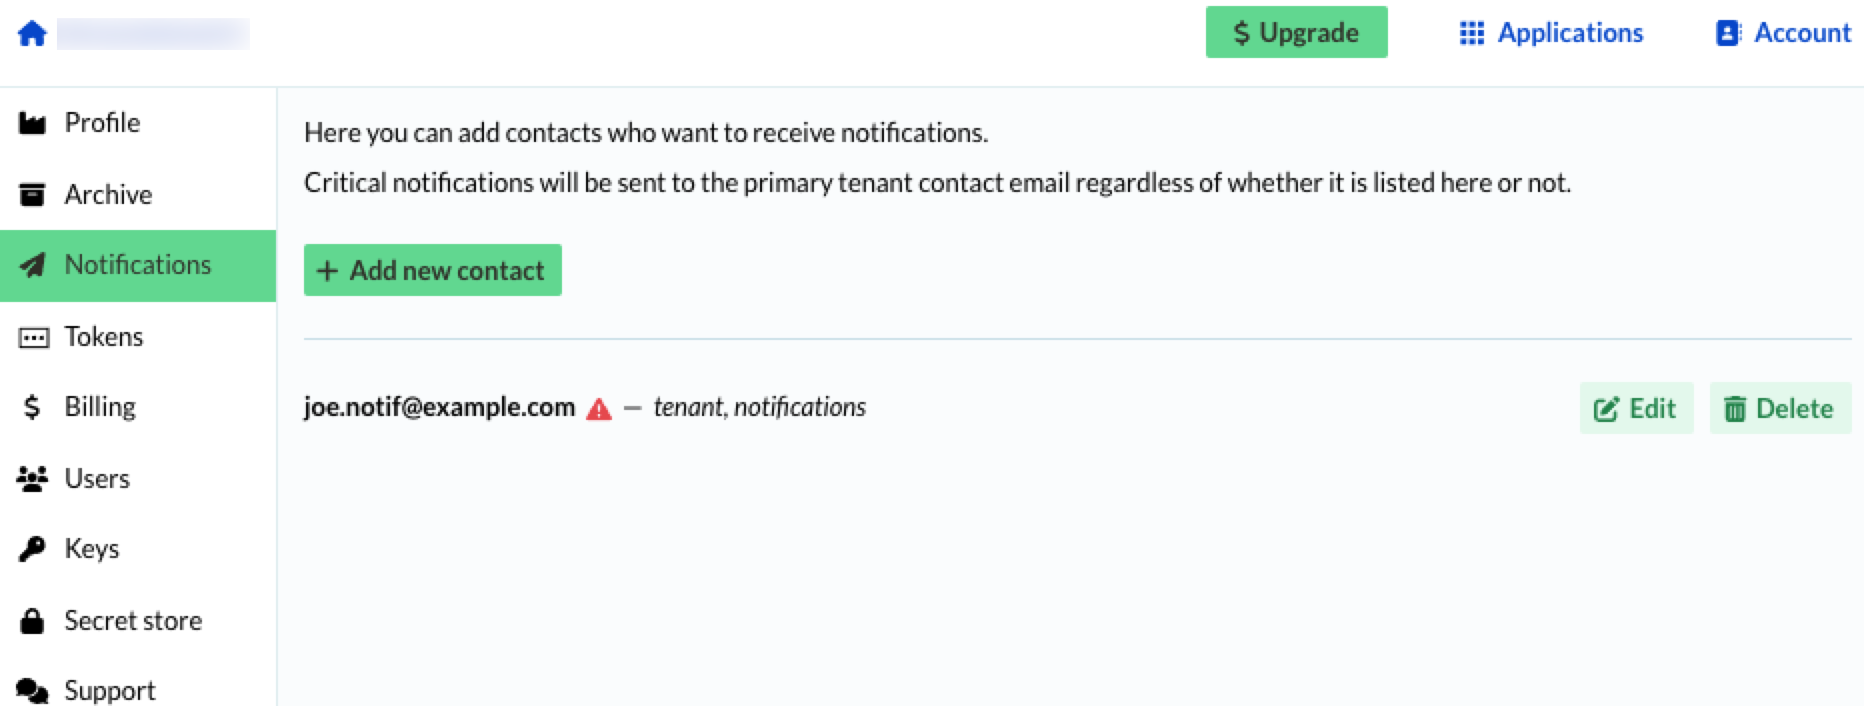 $ Upgrade
Applications
Account
Profile
Archive
Notifications
Tokens
$ Billing
Users
Keys
Secret store
Support
Here you can add contacts who want to receive notifications.
Critical notifications will be sent to the primary tenant contact email regardless of whether it is listed here or not.
+ Add new contact
joe.notif@example.com — tenant, notifications
Edit
Delete